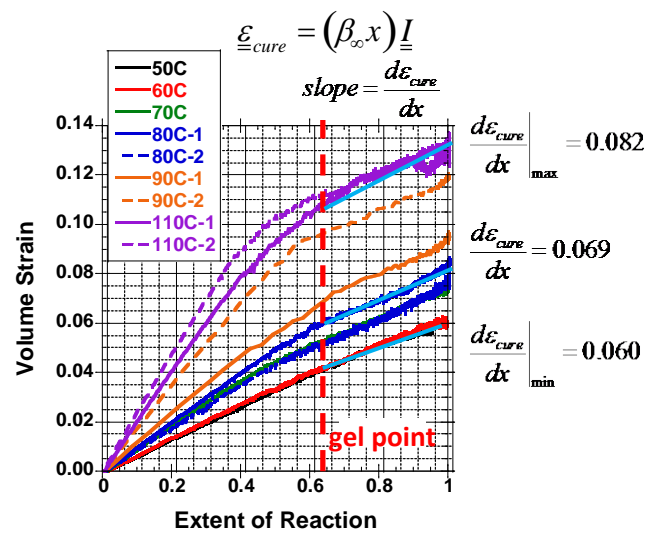 ε_cure = (β∞x) I
slope = dε_cure/dx
50C
60C
70C
80C-1
80C-2
90C-1
90C-2
110C-1
110C-2
0.14
0.12
0.10
0.08
0.06
0.04
0.02
0.00
Volume Strain
0
0.2
0.4
0.6
0.8
1
Extent of Reaction
gel point
dε_cure/dx|max = 0.082
dε_cure/dx = 0.069
dε_cure/dx|min = 0.060